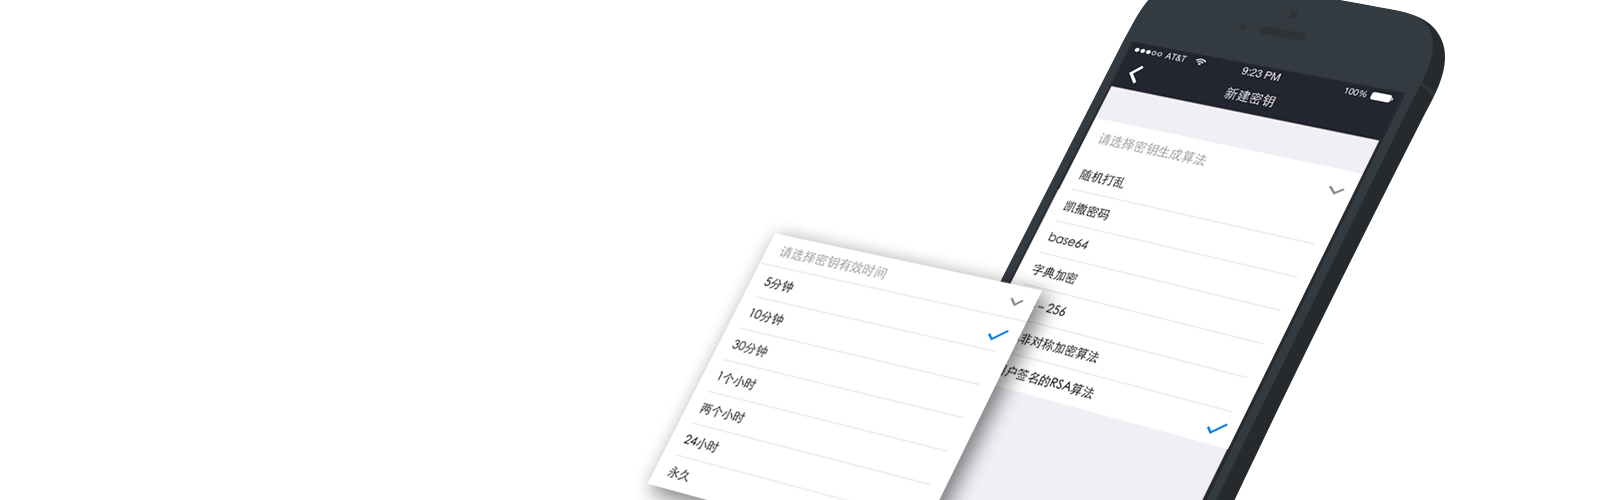 AT&T
9:23 PM
100%
新建密钥
请选择密钥生成算法
随机打乱
凯撒密码
base64
字典加密
– 256
非对称加密算法
户签名的RSA算法
请选择密钥有效时间
5分钟
10分钟
30分钟
1个小时
两个小时
24小时
永久